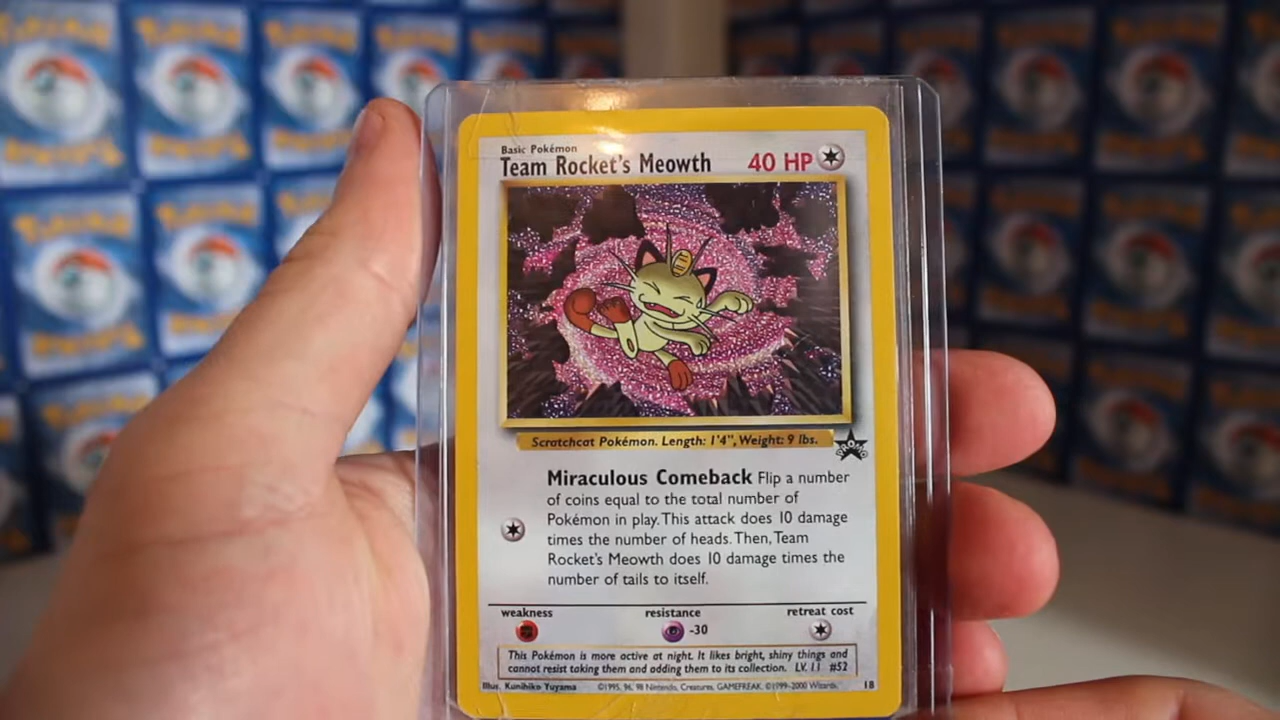 Basic Pokémon
Team Rocket's Meowth 40 HP
Scratchcat Pokémon. Length: 1'4", Weight: 9 lbs.
PROMO
Miraculous Comeback Flip a number
of coins equal to the total number of
Pokémon in play. This attack does 10 damage
times the number of heads. Then, Team
Rocket's Meowth does 10 damage times the
number of tails to itself.
weakness resistance retreat cost
-30
This Pokémon is more active at night. It likes bright, shiny things and
cannot resist taking them and adding them to its collection. LV. 11 #52
Illus. Kunihiko Yuyama ©1995, 96, 98 Nintendo, Creatures, GAMEFREAK. ©1999-2000 Wizards. 18